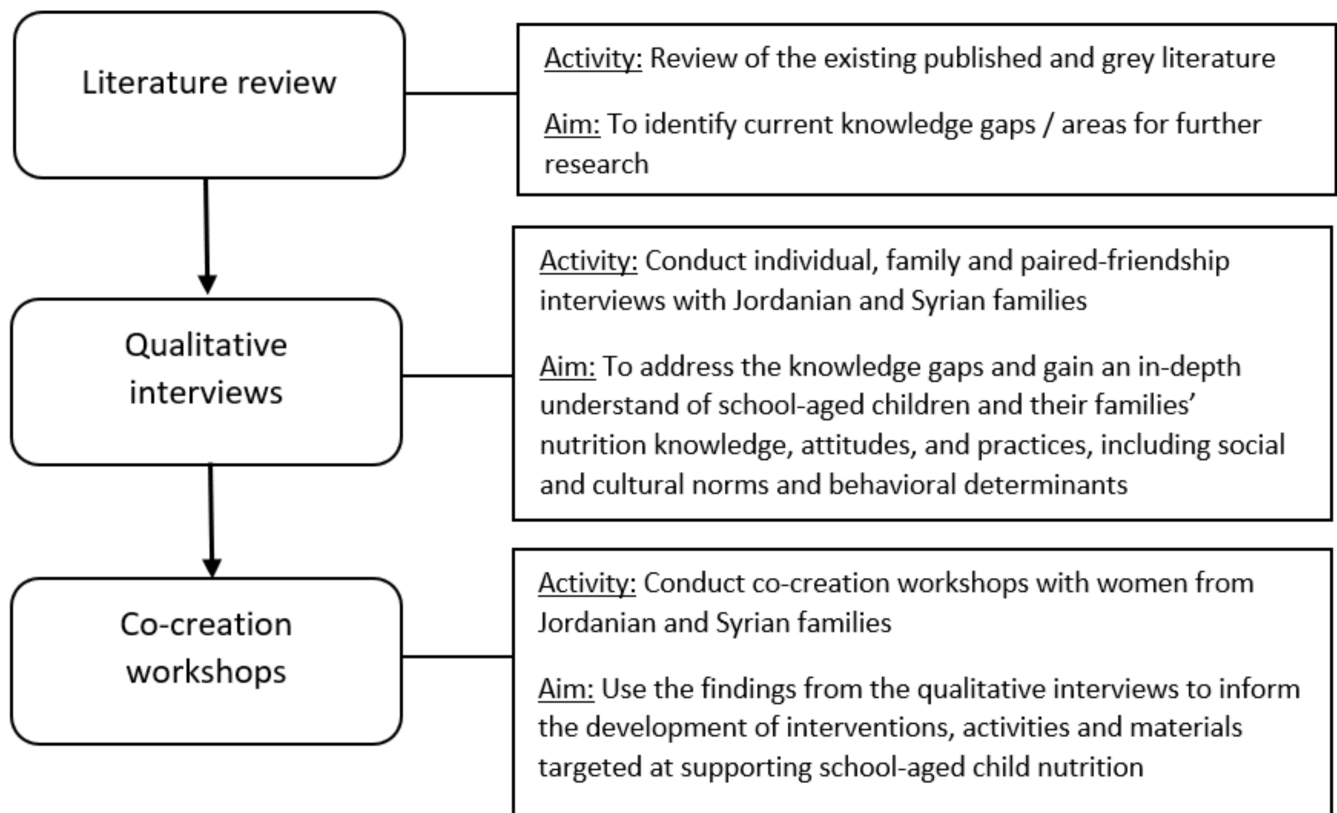 Literature review
Activity: Review of the existing published and grey literature
Aim: To identify current knowledge gaps / areas for further
research
Qualitative
interviews
Activity: Conduct individual, family and paired-friendship
interviews with Jordanian and Syrian families
Aim: To address the knowledge gaps and gain an in-depth
understand of school-aged children and their families’
nutrition knowledge, attitudes, and practices, including social
and cultural norms and behavioral determinants
Co-creation
workshops
Activity: Conduct co-creation workshops with women from
Jordanian and Syrian families
Aim: Use the findings from the qualitative interviews to inform
the development of interventions, activities and materials
targeted at supporting school-aged child nutrition